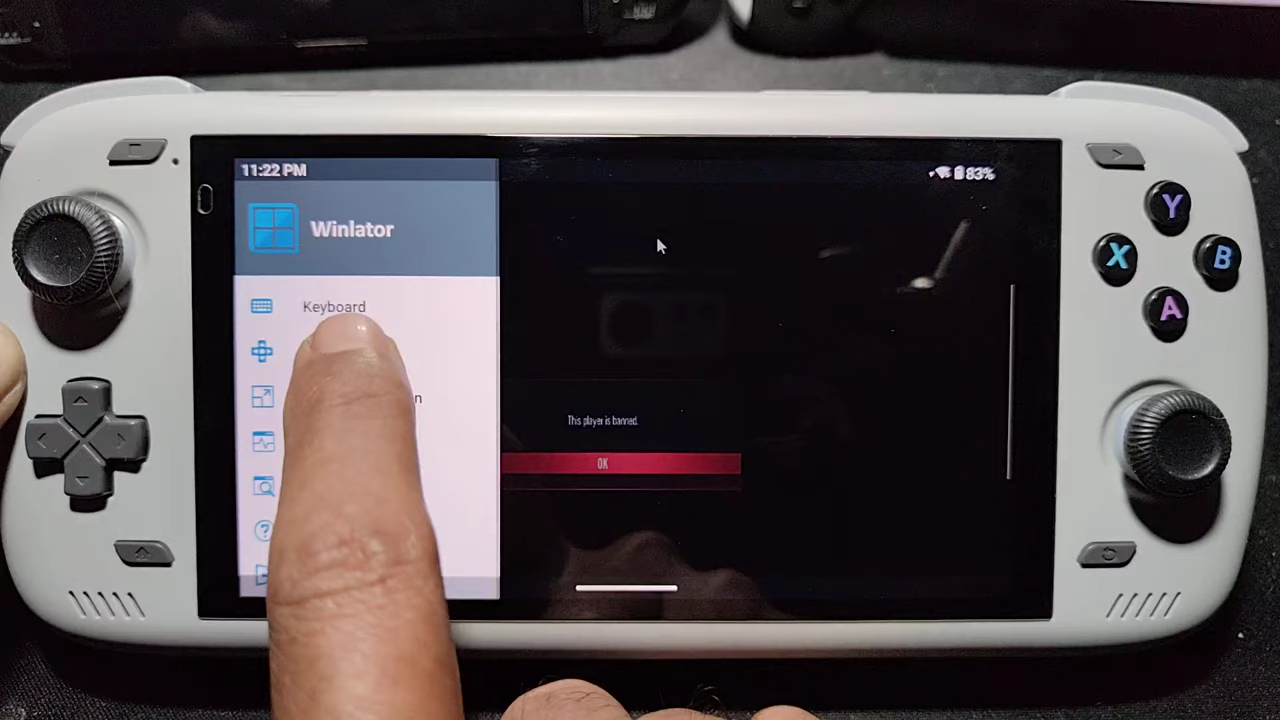 11:22 PM
83%
Winlator
Keyboard
n
This player is banned.
OK
Y
X
B
A